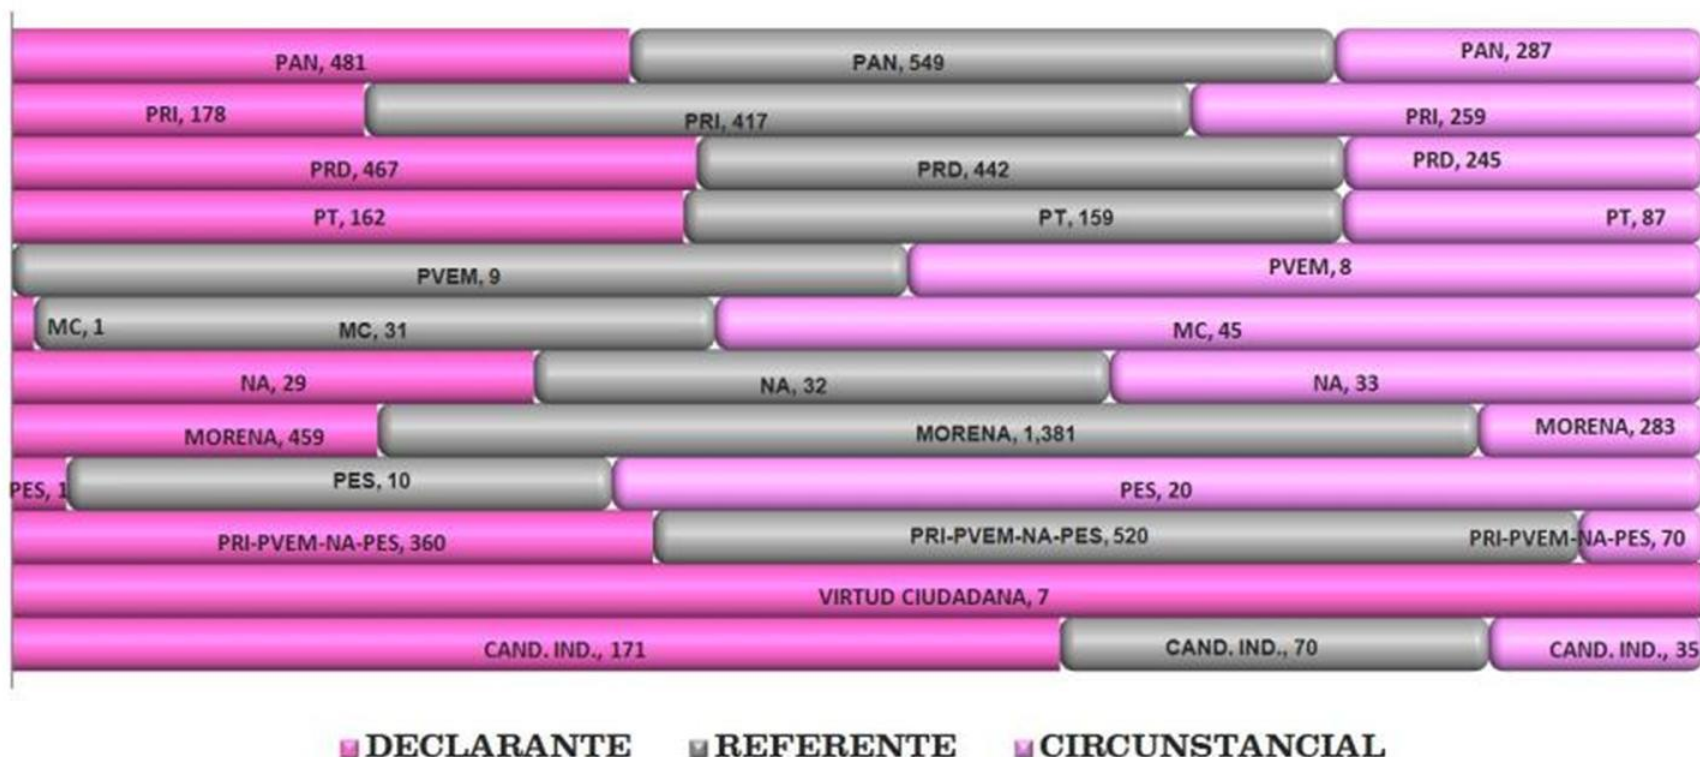 PAN, 481 PAN, 549 PAN, 287
PRI, 178 PRI, 417 PRI, 259
PRD, 467 PRD, 442 PRD, 245
PT, 162 PT, 159 PT, 87
PVEM, 9 PVEM, 8
MC, 1 MC, 31 MC, 45
NA, 29 NA, 32 NA, 33
MORENA, 459 MORENA, 1,381 MORENA, 283
PES, 1 PES, 10 PES, 20
PRI-PVEM-NA-PES, 360 PRI-PVEM-NA-PES, 520 PRI-PVEM-NA-PES, 70
VIRTUD CIUDADANA, 7
CAND. IND., 171 CAND. IND., 70 CAND. IND., 35
DECLARANTE REFERENTE CIRCUNSTANCIAL